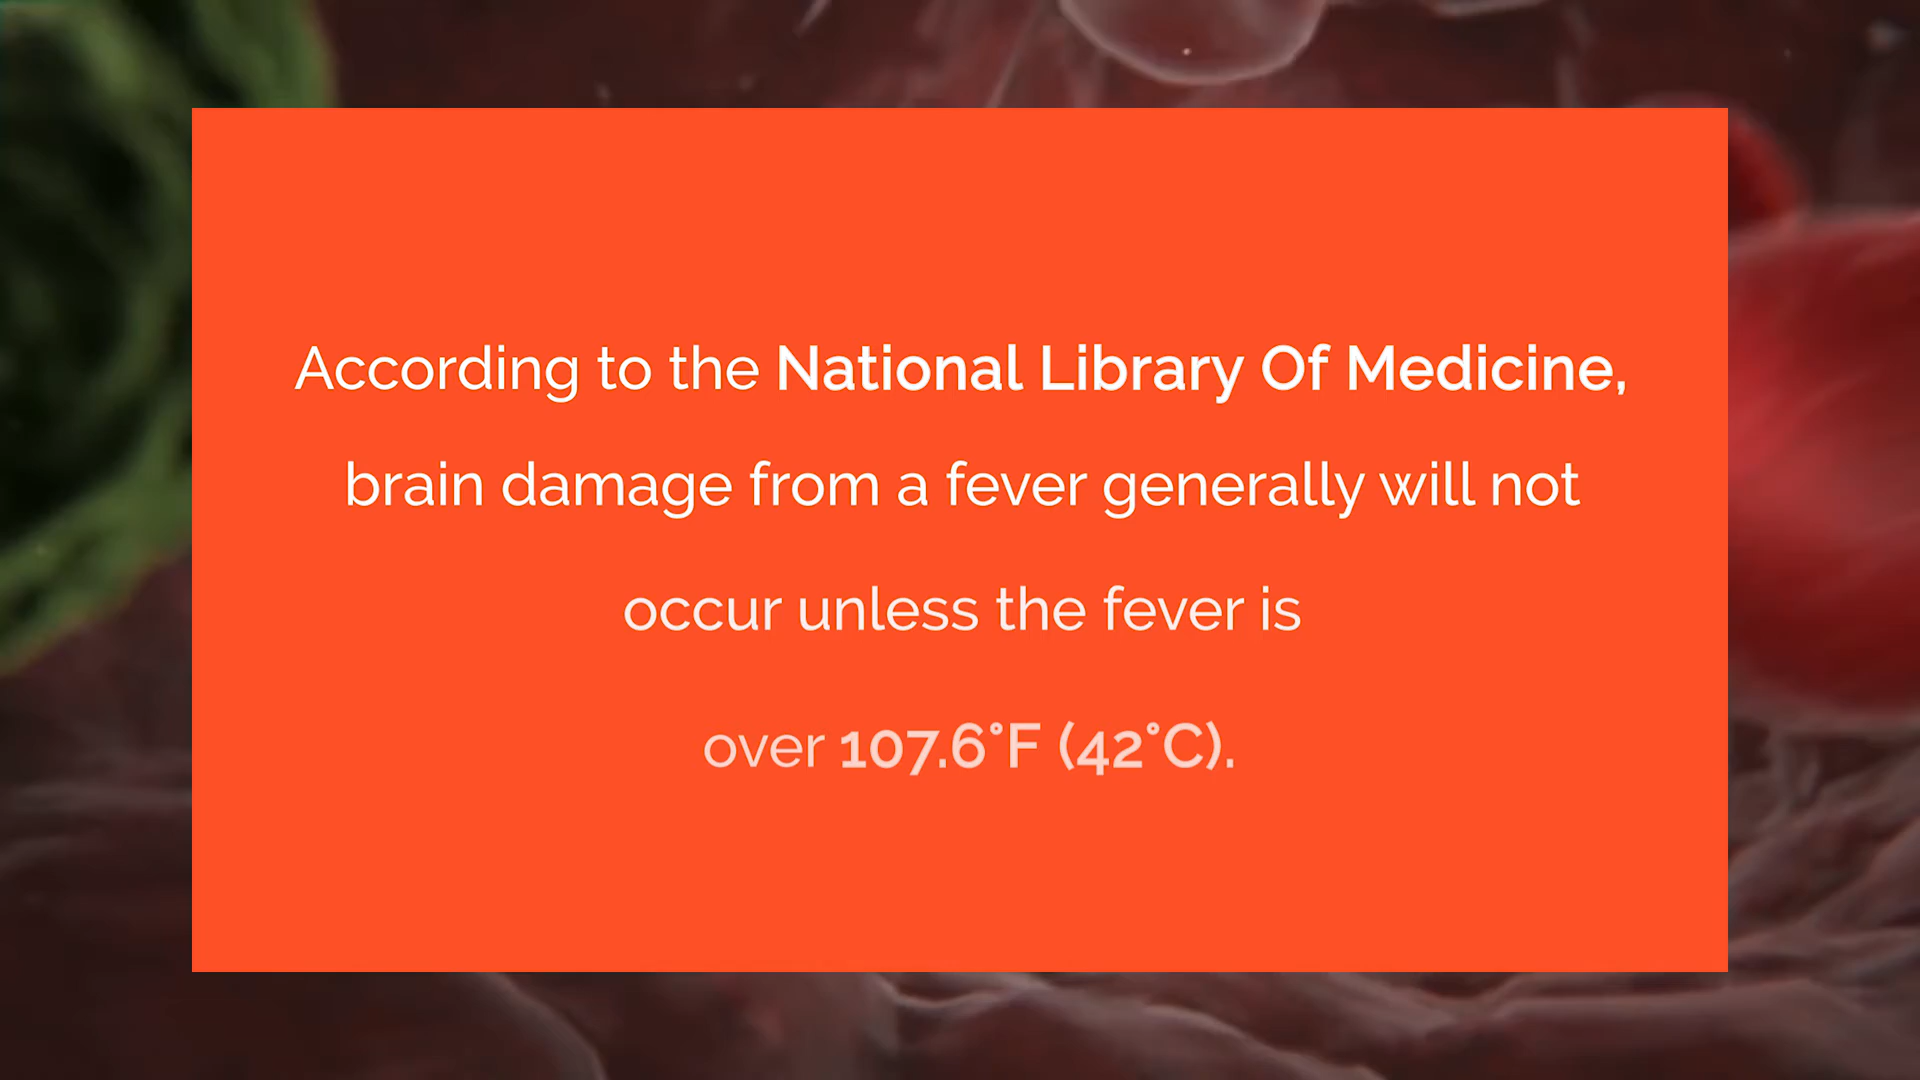 According to the National Library Of Medicine,
brain damage from a fever generally will not
occur unless the fever is
over 107.6°F (42°C).